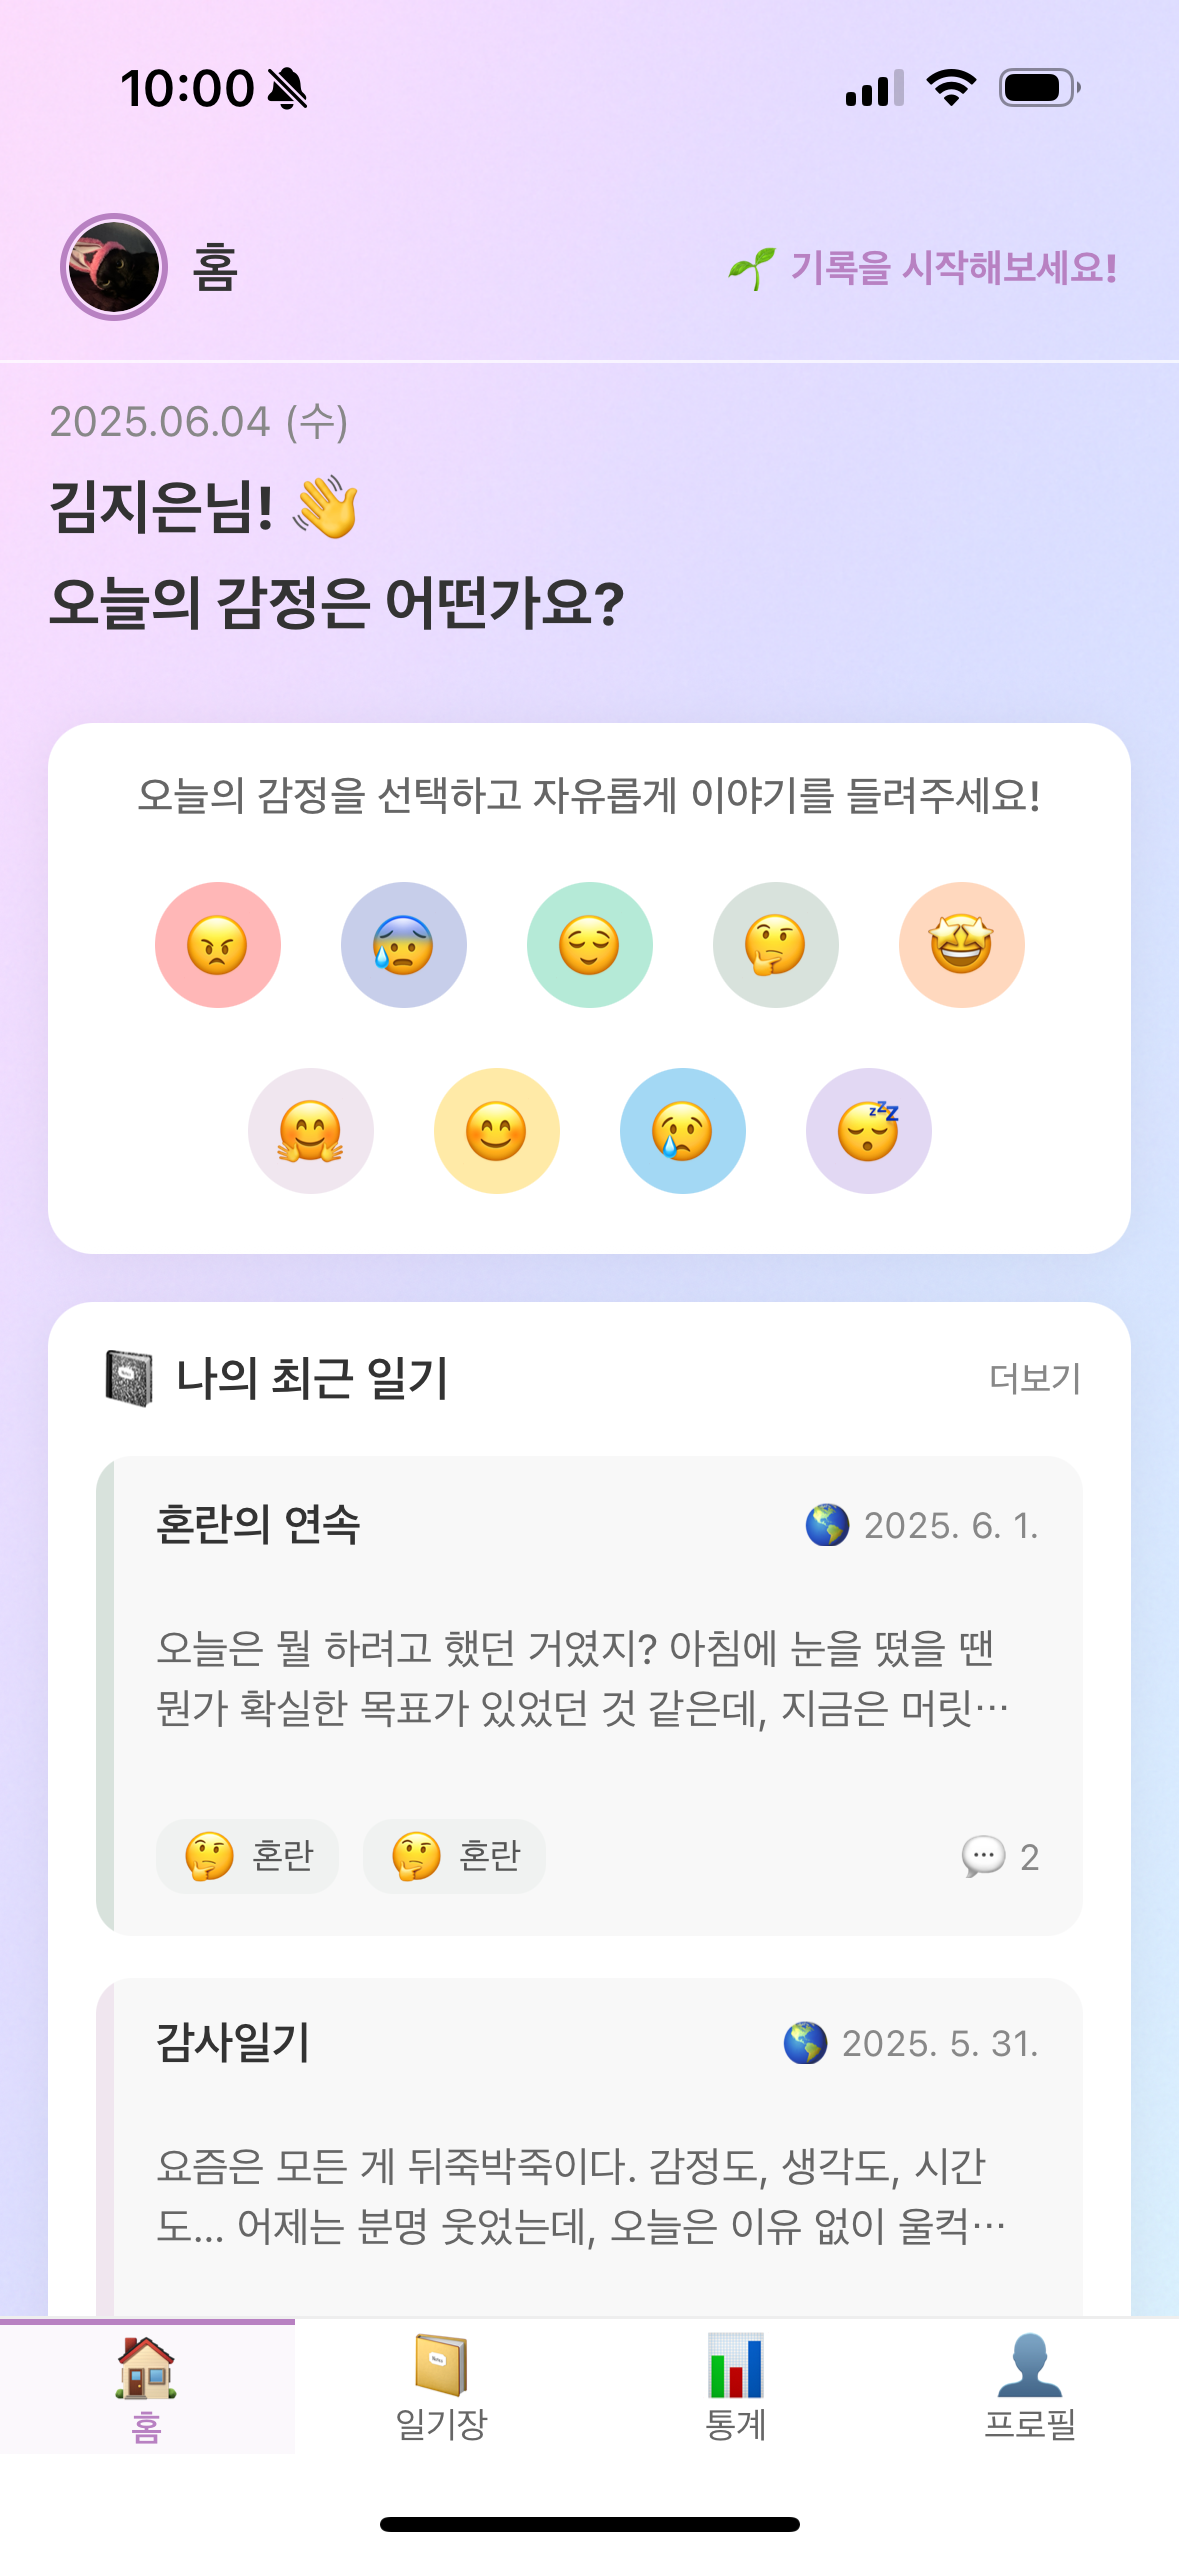 10:00
홈
🌱 기록을 시작해보세요!
2025.06.04 (수)
김지은님! 👋
오늘의 감정은 어떤가요?
오늘의 감정을 선택하고 자유롭게 이야기를 들려주세요!
나의 최근 일기
더보기
혼란의 연속
2025. 6. 1.
오늘은 뭘 하려고 했던 거였지? 아침에 눈을 떴을 땐
뭔가 확실한 목표가 있었던 것 같은데, 지금은 머릿…
🤔 혼란
🤔 혼란
2
감사일기
2025. 5. 31.
요즘은 모든 게 뒤죽박죽이다. 감정도, 생각도, 시간
도... 어제는 분명 웃었는데, 오늘은 이유 없이 울컥…
홈
일기장
통계
프로필